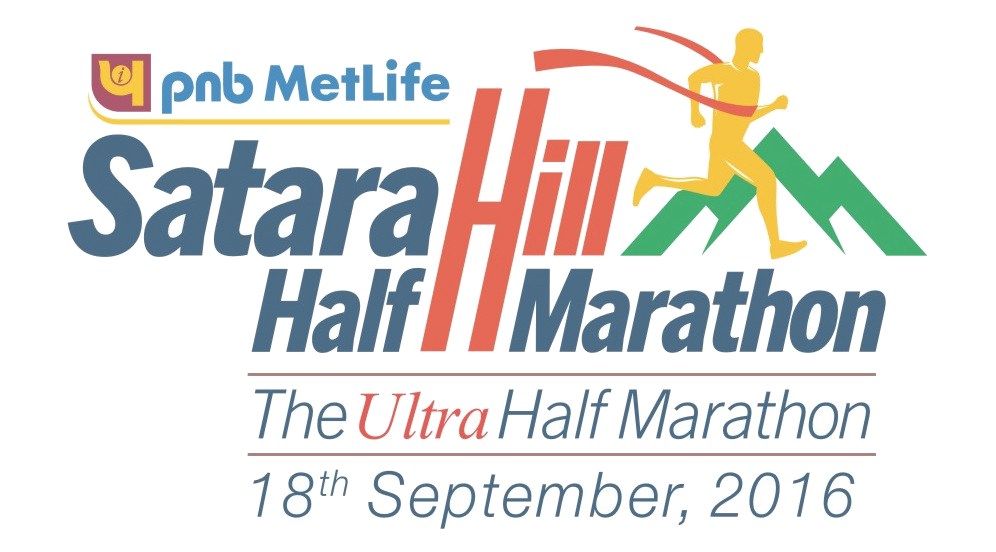 pnb MetLife
Satara Hill
Half Marathon
The Ultra Half Marathon
18th September, 2016